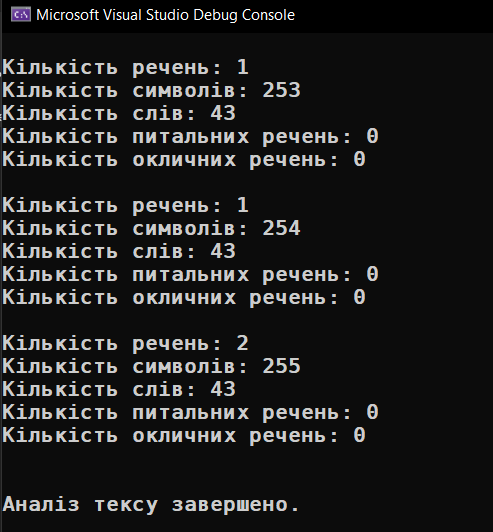 Microsoft Visual Studio Debug Console
Кількість речень: 1
Кількість символів: 253
Кількість слів: 43
Кількість питальних речень: 0
Кількість окличних речень: 0
Кількість речень: 1
Кількість символів: 254
Кількість слів: 43
Кількість питальних речень: 0
Кількість окличних речень: 0
Кількість речень: 2
Кількість символів: 255
Кількість слів: 43
Кількість питальних речень: 0
Кількість окличних речень: 0
Аналіз тексу завершено.